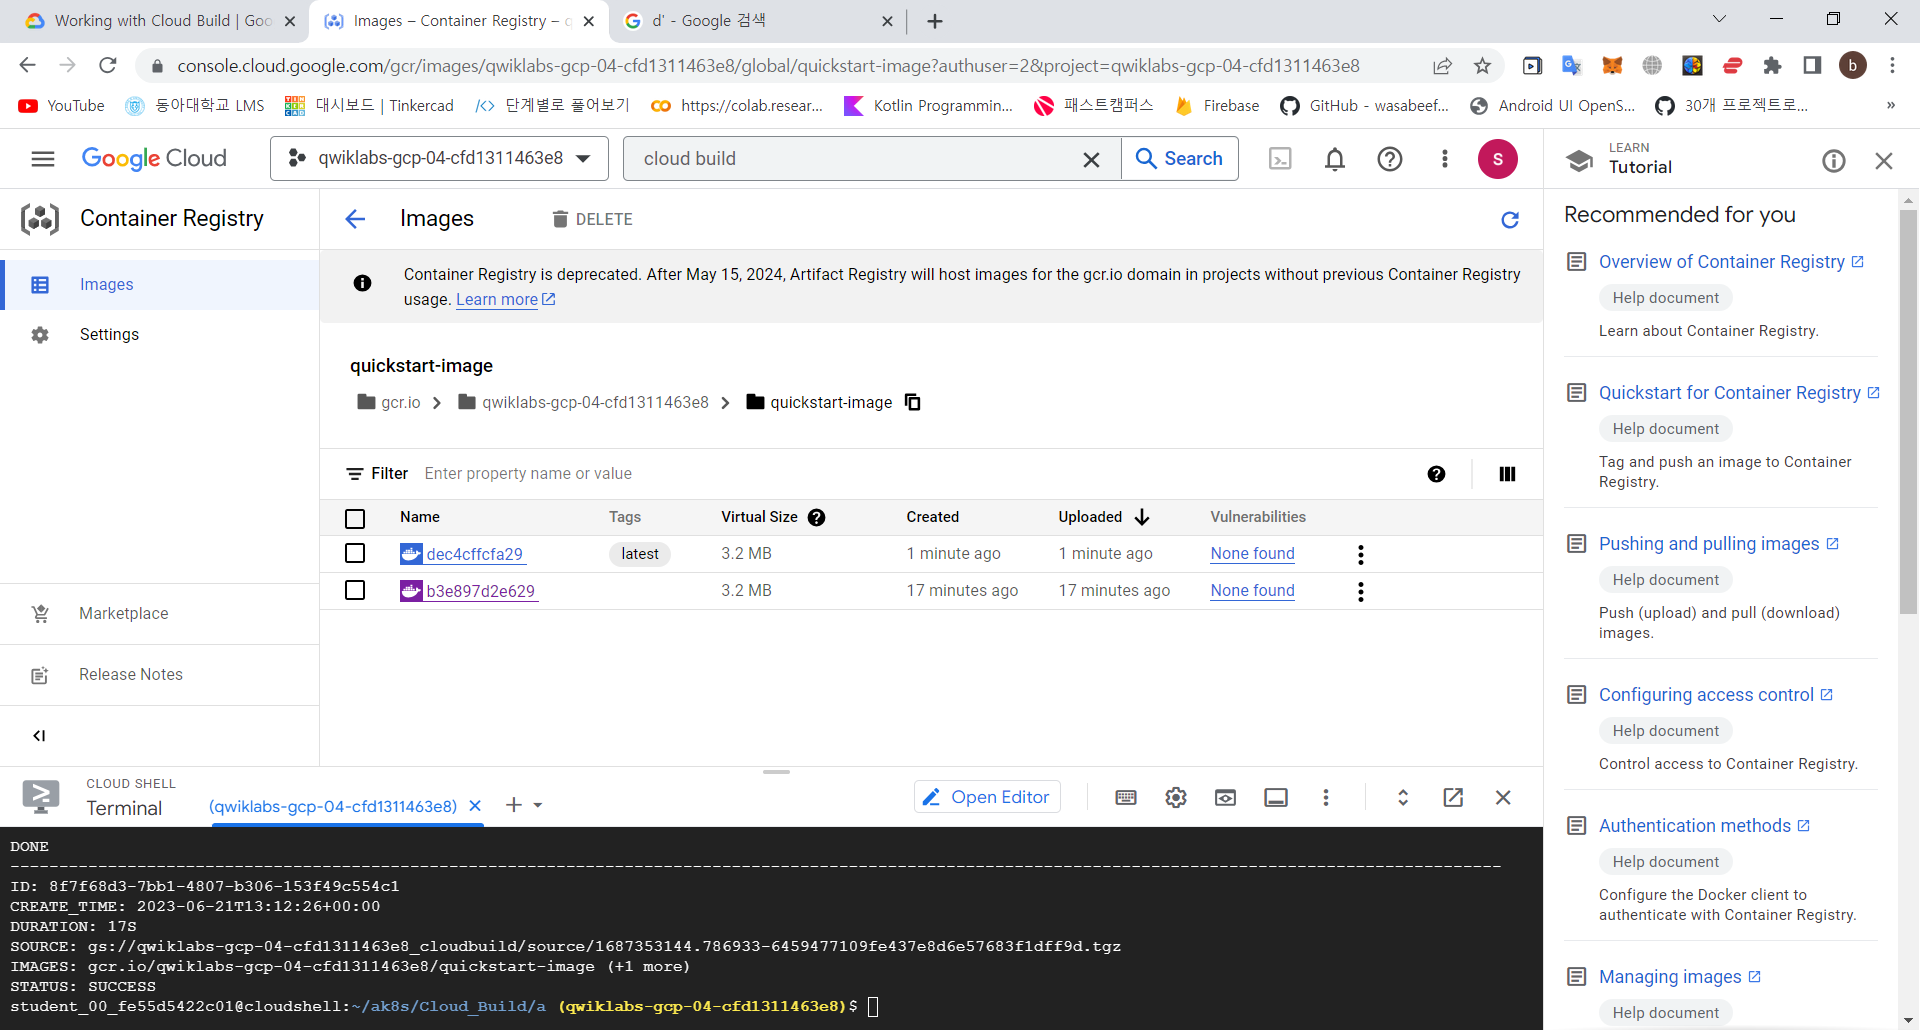 Working with Cloud Build | Goo
Images – Container Registry – q
d' - Google 검색
console.cloud.google.com/gcr/images/qwiklabs-gcp-04-cfd1311463e8/global/quickstart-image?authuser=2&project=qwiklabs-gcp-04-cfd1311463e8
b
YouTube
동아대학교 LMS
대시보드 | Tinkercad
단계별로 풀어보기
https://colab.resear...
Kotlin Programmin...
패스트캠퍼스
Firebase
GitHub - wasabeef...
Android UI OpenS...
30개 프로젝트로...
»
Google Cloud
qwiklabs-gcp-04-cfd1311463e8
cloud build
Search
S
LEARN
Tutorial
Container Registry
Images
DELETE
Images
Settings
Marketplace
Release Notes
Container Registry is deprecated. After May 15, 2024, Artifact Registry will host images for the gcr.io domain in projects without previous Container Registry
usage. Learn more
quickstart-image
gcr.io > qwiklabs-gcp-04-cfd1311463e8 > quickstart-image
Filter Enter property name or value
Name Tags Virtual Size Created Uploaded Vulnerabilities
dec4cffcfa29 latest 3.2 MB 1 minute ago 1 minute ago None found
b3e897d2e629 3.2 MB 17 minutes ago 17 minutes ago None found
Recommended for you
Overview of Container Registry
Help document
Learn about Container Registry.
Quickstart for Container Registry
Help document
Tag and push an image to Container
Registry.
Pushing and pulling images
Help document
Push (upload) and pull (download)
images.
Configuring access control
Help document
Control access to Container Registry.
Authentication methods
Help document
Configure the Docker client to
authenticate with Container Registry.
Managing images
Help document
CLOUD SHELL
Terminal
(qwiklabs-gcp-04-cfd1311463e8)
Open Editor
DONE
---------------------------------------------------------------------------------------------------------------------------------------------------------
ID: 8f7f68d3-7bb1-4807-b306-153f49c554c1
CREATE_TIME: 2023-06-21T13:12:26+00:00
DURATION: 17S
SOURCE: gs://qwiklabs-gcp-04-cfd1311463e8_cloudbuild/source/1687353144.786933-6459477109fe437e8d6e57683f1dff9d.tgz
IMAGES: gcr.io/qwiklabs-gcp-04-cfd1311463e8/quickstart-image (+1 more)
STATUS: SUCCESS
student_00_fe55d5422c01@cloudshell:~/ak8s/Cloud_Build/a (qwiklabs-gcp-04-cfd1311463e8)$